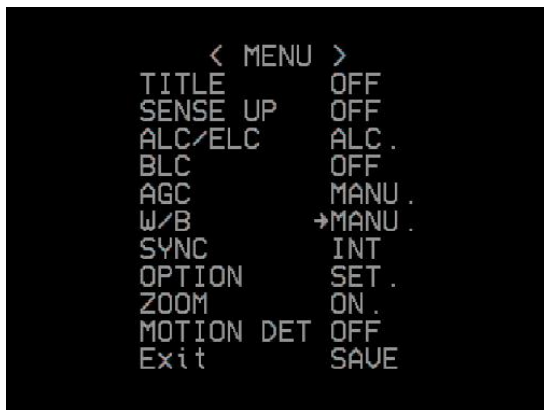 < MENU >
TITLE OFF
SENSE UP OFF
ALC/ELC ALC.
BLC OFF
AGC MANU.
W/B →MANU.
SYNC INT
OPTION SET.
ZOOM ON.
MOTION DET OFF
Exit SAVE